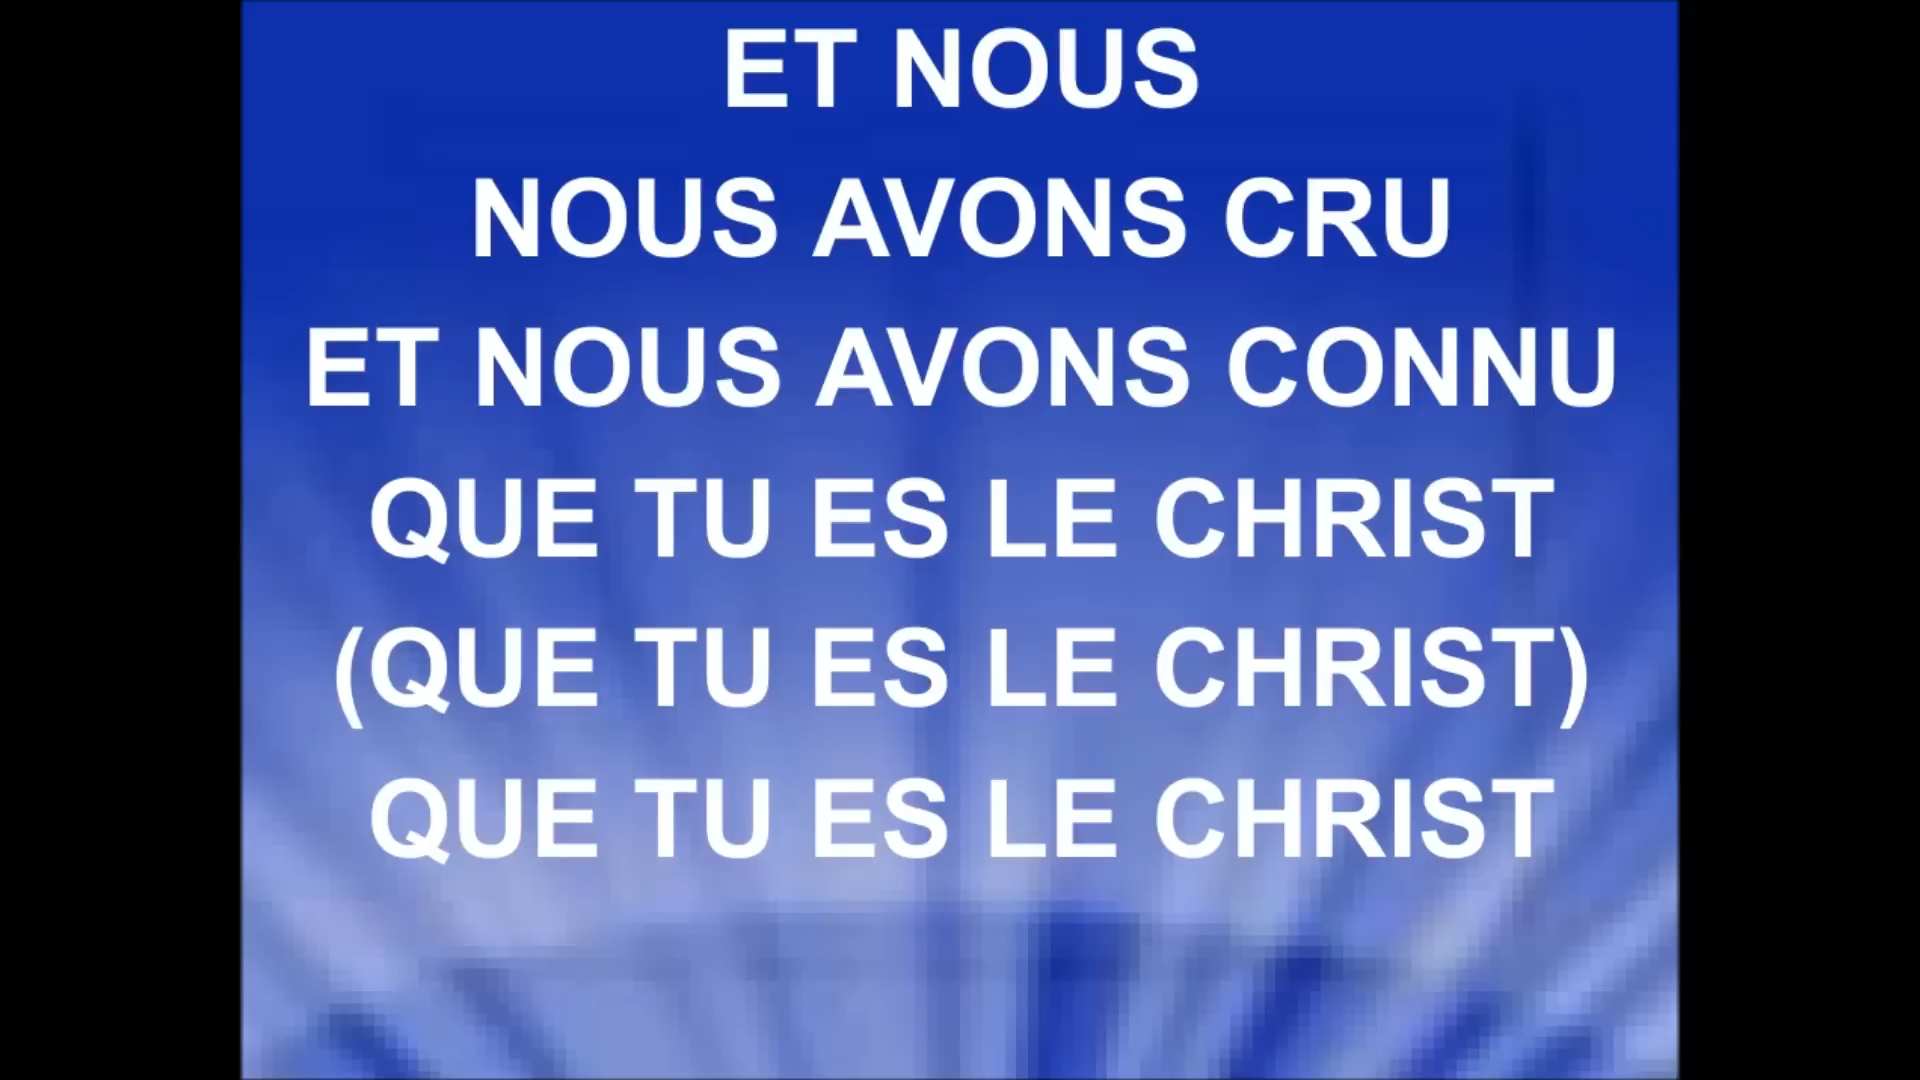 ET NOUS
NOUS AVONS CRU
ET NOUS AVONS CONNU
QUE TU ES LE CHRIST
(QUE TU ES LE CHRIST)
QUE TU ES LE CHRIST